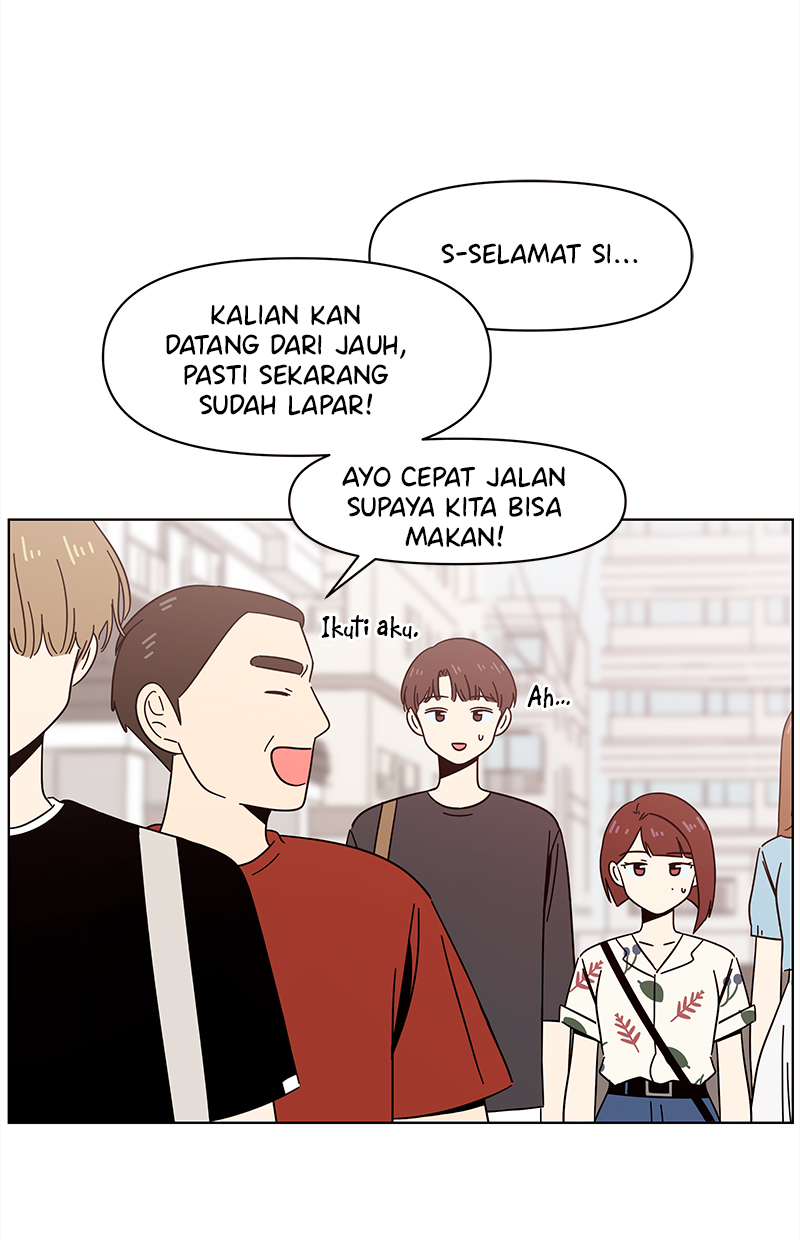 S-SELAMAT SI...
KALIAN KAN
DATANG DARI JAUH,
PASTI SEKARANG
SUDAH LAPAR!
AYO CEPAT JALAN
SUPAYA KITA BISA
MAKAN!
Ikuti aku.
Ah...